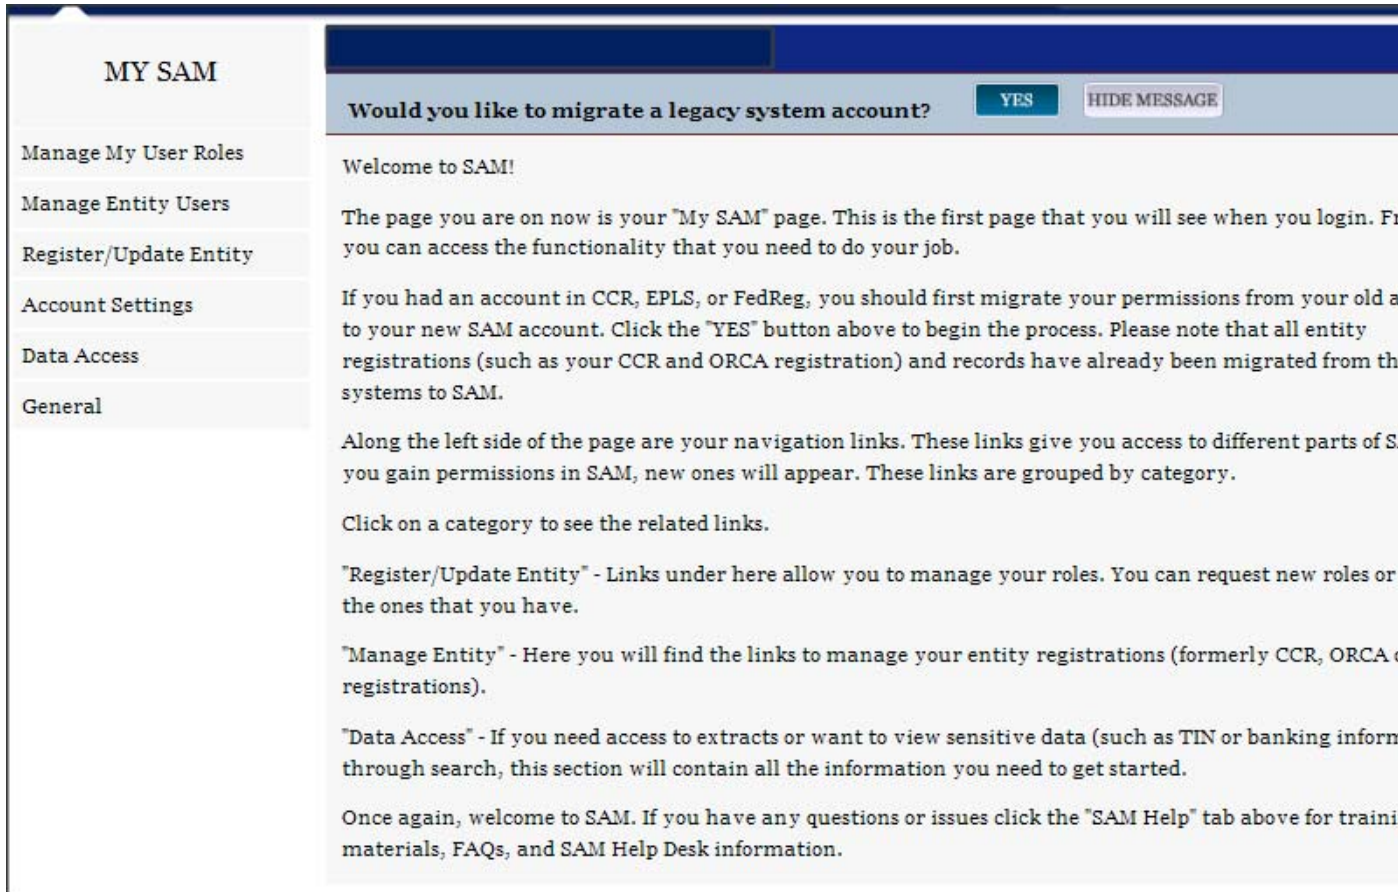 MY SAM
Manage My User Roles
Manage Entity Users
Register/Update Entity
Account Settings
Data Access
General
Would you like to migrate a legacy system account?
YES
HIDE MESSAGE
Welcome to SAM!
The page you are on now is your "My SAM" page. This is the first page that you will see when you login.
you can access the functionality that you need to do your job.
If you had an account in CCR, EPLS, or FedReg, you should first migrate your permissions from your old
to your new SAM account. Click the "YES" button above to begin the process. Please note that all entity
registrations (such as your CCR and ORCA registration) and records have already been migrated from
systems to SAM.
Along the left side of the page are your navigation links. These links give you access to different parts of
you gain permissions in SAM, new ones will appear. These links are grouped by category.
Click on a category to see the related links.
"Register/Update Entity" - Links under here allow you to manage your roles. You can request new roles or
the ones that you have.
"Manage Entity" - Here you will find the links to manage your entity registrations (formerly CCR, ORCA
registrations).
"Data Access" - If you need access to extracts or want to view sensitive data (such as TIN or banking
through search, this section will contain all the information you need to get started.
Once again, welcome to SAM. If you have any questions or issues click the "SAM Help" tab above for
materials, FAQs, and SAM Help Desk information.